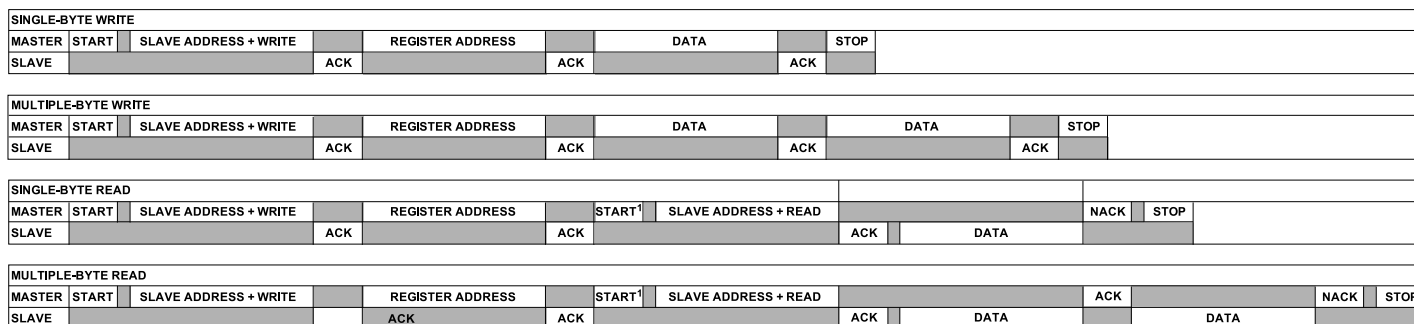 SINGLE-BYTE WRITE
MASTER START SLAVE ADDRESS + WRITE REGISTER ADDRESS DATA STOP
SLAVE ACK ACK ACK
MULTIPLE-BYTE WRITE
MASTER START SLAVE ADDRESS + WRITE REGISTER ADDRESS DATA DATA STOP
SLAVE ACK ACK ACK ACK
SINGLE-BYTE READ
MASTER START SLAVE ADDRESS + WRITE REGISTER ADDRESS START1 SLAVE ADDRESS + READ NACK STOP
SLAVE ACK ACK ACK DATA
MULTIPLE-BYTE READ
MASTER START SLAVE ADDRESS + WRITE REGISTER ADDRESS START1 SLAVE ADDRESS + READ ACK NACK STOP
SLAVE ACK ACK ACK DATA DATA